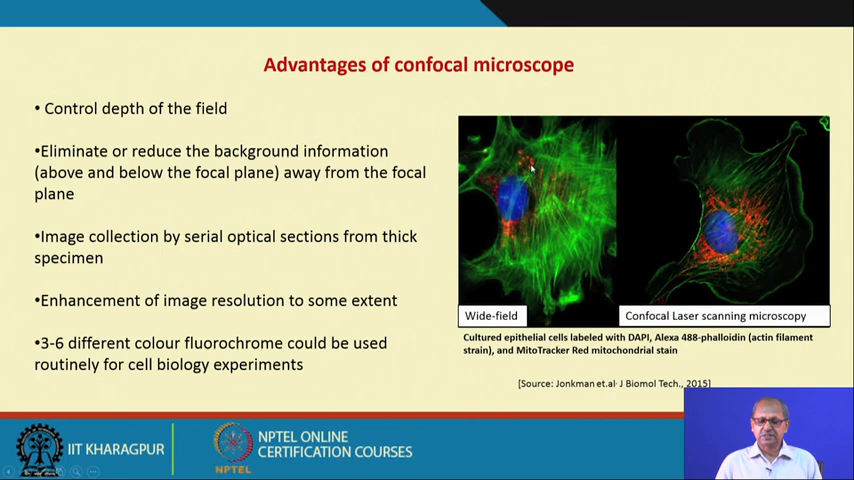 Advantages of confocal microscope
• Control depth of the field
•Eliminate or reduce the background information
(above and below the focal plane) away from the focal
plane
•Image collection by serial optical sections from thick
specimen
•Enhancement of image resolution to some extent
•3-6 different colour fluorochrome could be used
routinely for cell biology experiments
Wide-field
Confocal Laser scanning microscopy
Cultured epithelial cells labeled with DAPI, Alexa 488-phalloidin (actin filament
strain), and MitoTracker Red mitochondrial stain
[Source: Jonkman et.al· J Biomol Tech., 2015]
IIT KHARAGPUR
NPTEL
NPTEL ONLINE
CERTIFICATION COURSES